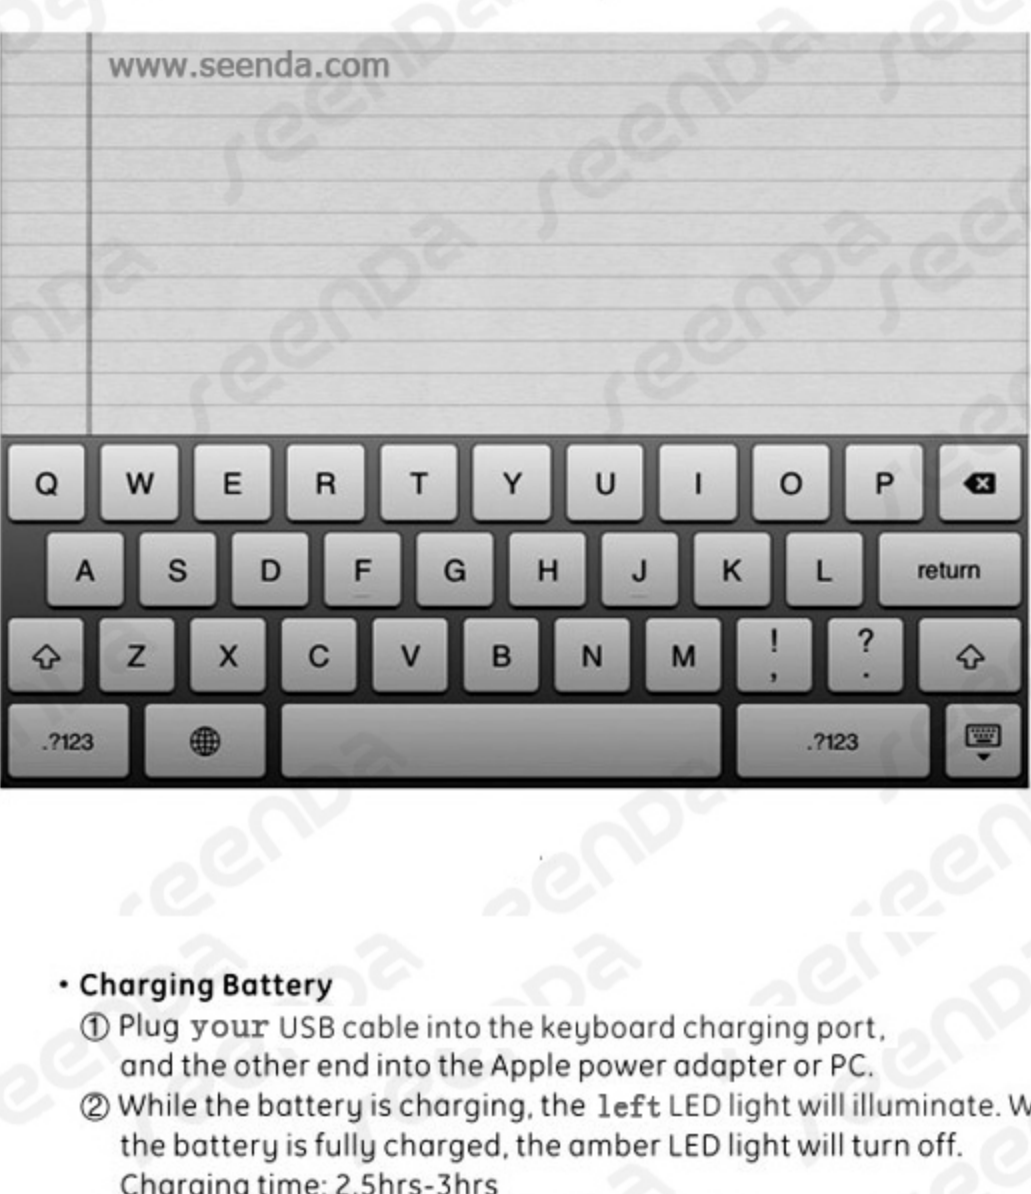 www.seenda.com
Q W E R T Y U I O P
A S D F G H J K L return
Z X C V B N M ! , ? .
.?123 .?123
• Charging Battery
① Plug your USB cable into the keyboard charging port,
and the other end into the Apple power adapter or PC.
② While the battery is charging, the left LED light will illuminate. W
the battery is fully charged, the amber LED light will turn off.
Charging time: 2.5hrs-3hrs